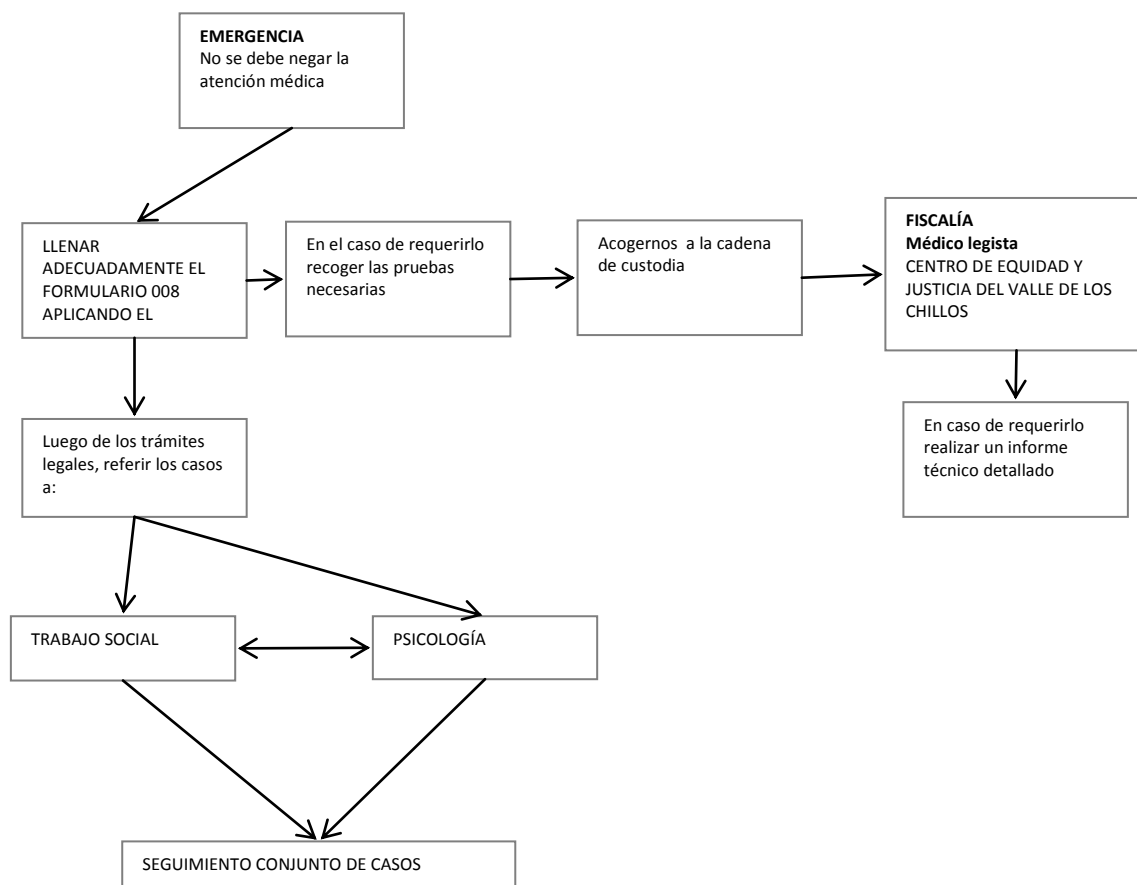 EMERGENCIA
No se debe negar la
atención médica
LLENAR
ADECUADAMENTE EL
FORMULARIO 008
APLICANDO EL
En el caso de requerirlo
recoger las pruebas
necesarias
Acogernos a la cadena
de custodia
FISCALÍA
Médico legista
CENTRO DE EQUIDAD Y
JUSTICIA DEL VALLE DE LOS
CHILLOS
Luego de los trámites
legales, referir los casos
a:
En caso de requerirlo
realizar un informe
técnico detallado
TRABAJO SOCIAL
PSICOLOGÍA
SEGUIMIENTO CONJUNTO DE CASOS